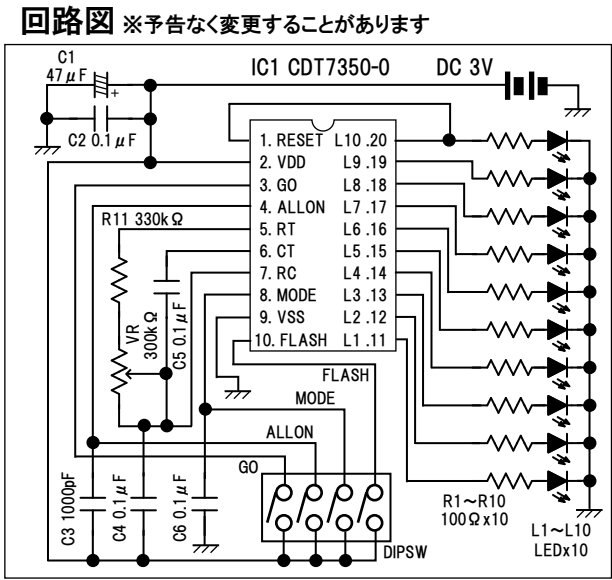 回路図 ※予告なく変更することがあります
C1
47μF
+
C2 0.1μF
IC1 CDT7350-0
DC 3V
1. RESET L10 .20
2. VDD L9 .19
3. GO L8 .18
4. ALLON L7 .17
5. RT L6 .16
6. CT L5 .15
7. RC L4 .14
8. MODE L3 .13
9. VSS L2 .12
10. FLASH L1 .11
R11 330kΩ
VR
300kΩ
C5 0.1μF
FLASH
MODE
ALLON
GO
C3 1000pF
C4 0.1μF
C6 0.1μF
DIPSW
R1～R10
100Ωx10
L1～L10
LEDx10